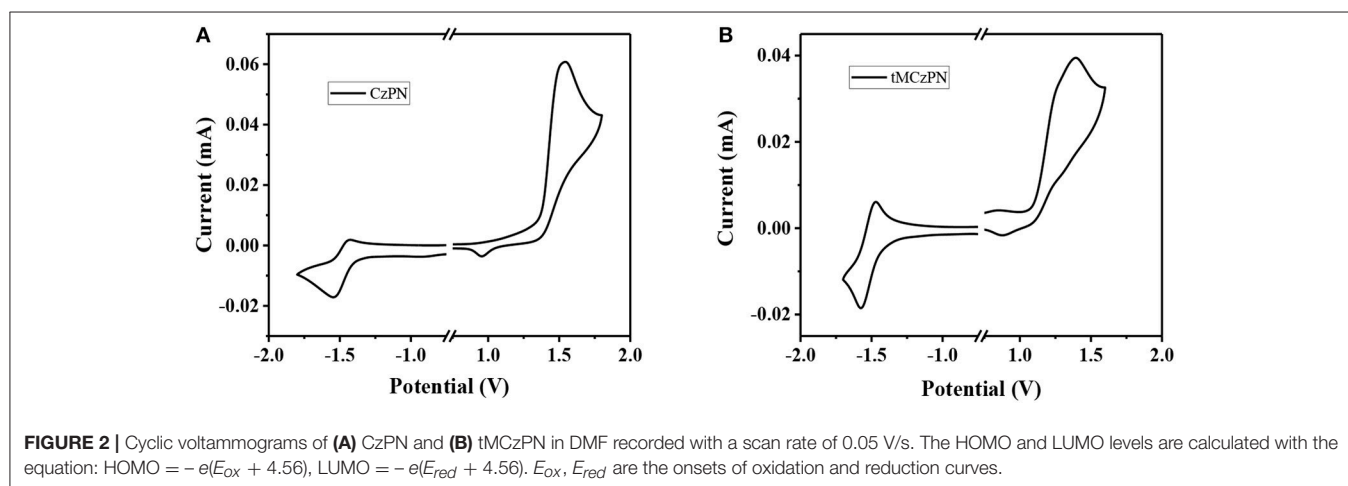 A
CzPN
Current (mA)
0.06
0.04
0.02
0.00
-0.02
-2.0 -1.5 -1.0 1.0 1.5 2.0
Potential (V)
B
tMCzPN
Current (mA)
0.04
0.02
0.00
-0.02
-2.0 -1.5 -1.0 1.0 1.5 2.0
Potential (V)
FIGURE 2 | Cyclic voltammograms of (A) CzPN and (B) tMCzPN in DMF recorded with a scan rate of 0.05 V/s. The HOMO and LUMO levels are calculated with the
equation: HOMO = – e(Eox + 4.56), LUMO = – e(Ered + 4.56). Eox, Ered are the onsets of oxidation and reduction curves.